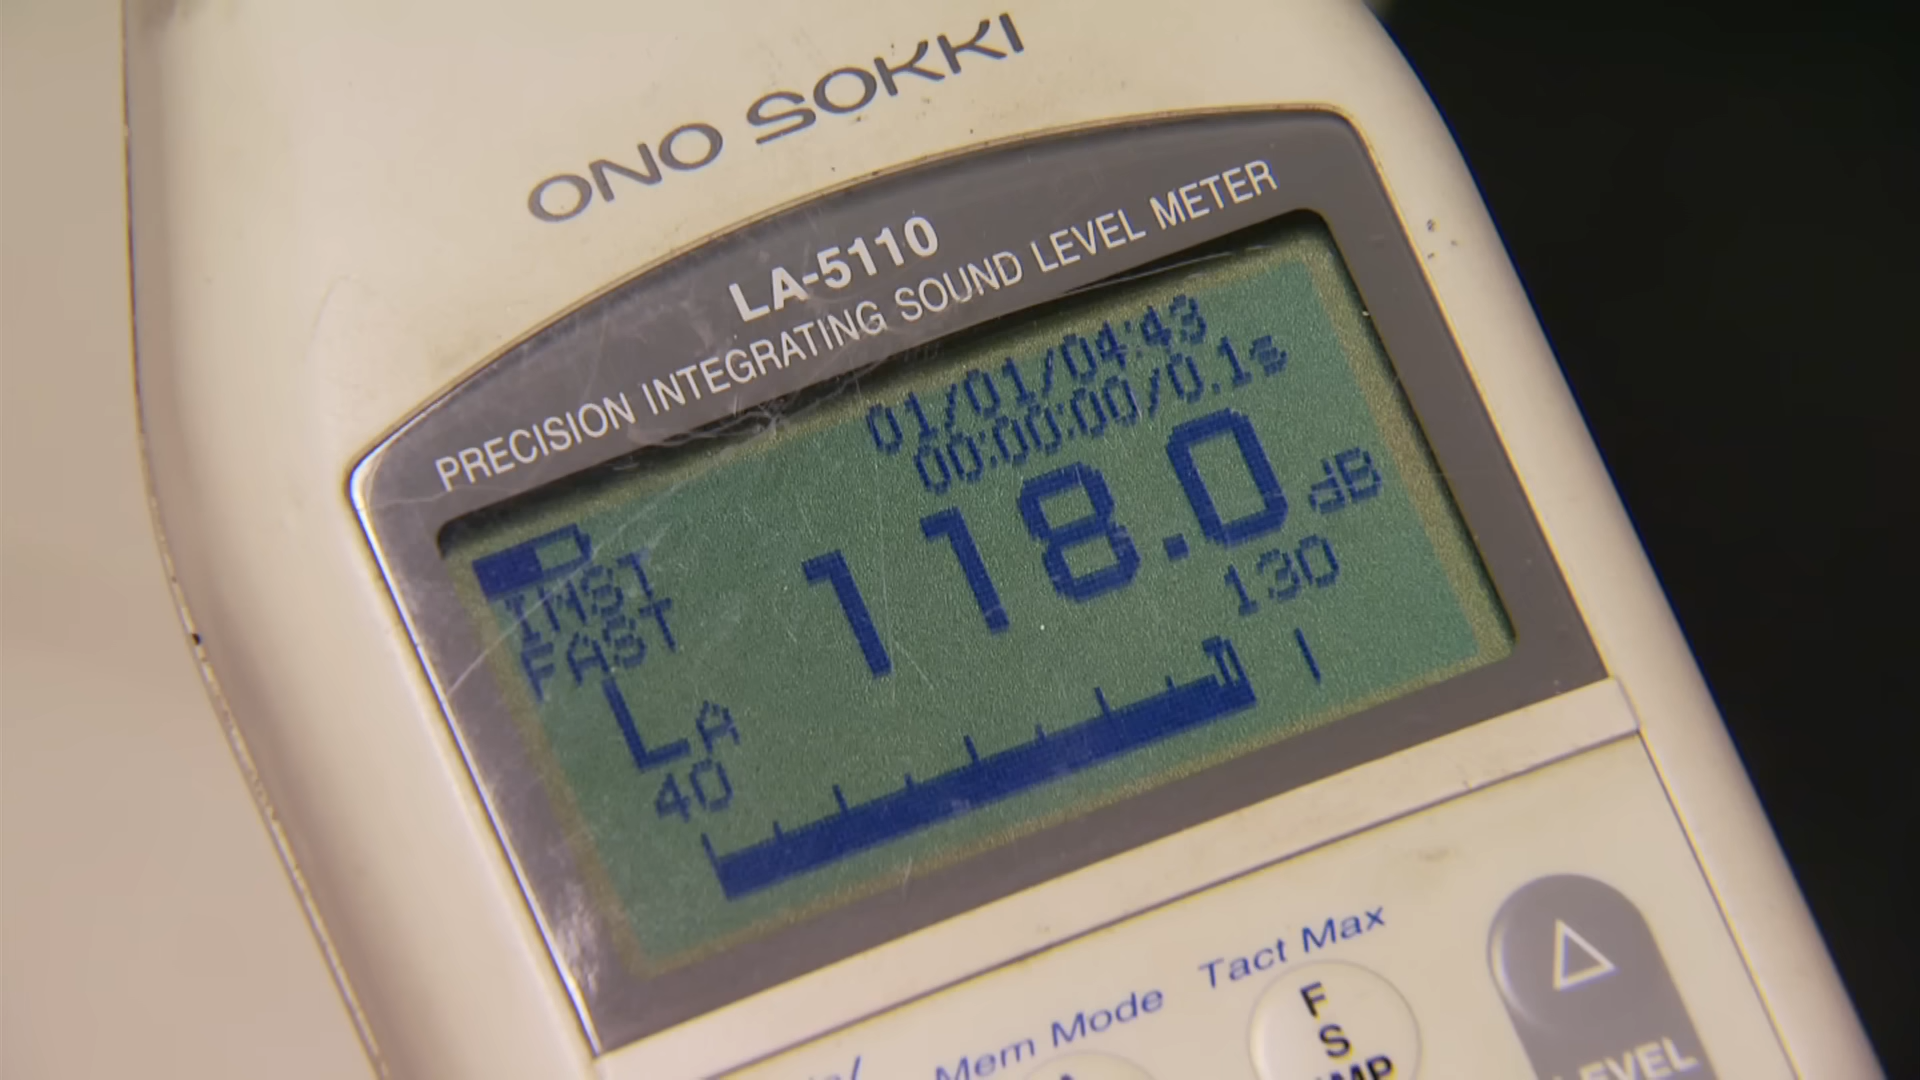 ONO SOKKI
LA-5110
PRECISION INTEGRATING SOUND LEVEL METER
01/01/04:43
00:00:00/0.1s
INST
FAST
118.0 dB
LA
40
130
Mem Mode
Tact Max
F
S
LEVEL